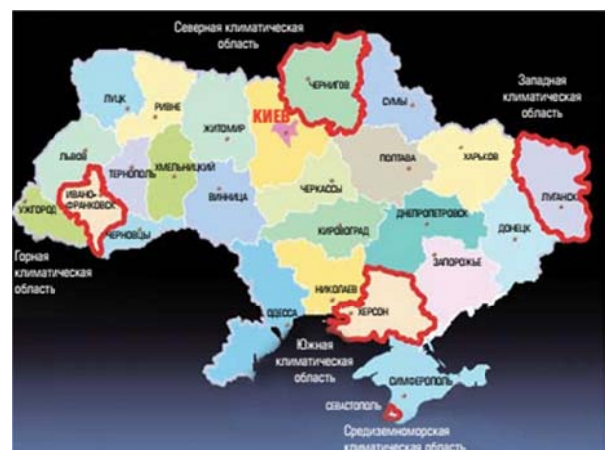 Северная климатическая
область
ЧЕРНИГОВ
Западная
климатическая
область
ЛУЦК
РИВНЕ
СУМЫ
КИЕВ
ЖИТОМИР
ЛЬВОВ
ХАРЬКОВ
ПОЛТАВА
ТЕРНОПОЛЬ
ХМЕЛЬНИЦКИЙ
ЛУГАНСК
ИВАНО-
ФРАНКОВСК
ВИННИЦА
ЧЕРКАССЫ
УЖГОРОД
ДНЕПРОПЕТРОВСК
ЧЕРНОВЦЫ
КИРОВОГРАД
ДОНЕЦК
Горная
климатическая
область
ЗАПОРОЖЬЕ
НИКОЛАЕВ
ОДЕССА
ХЕРСОН
Южная
климатическая
область
СИМФЕРОПОЛЬ
СЕВАСТОПОЛЬ
Средиземноморская
климатическая область